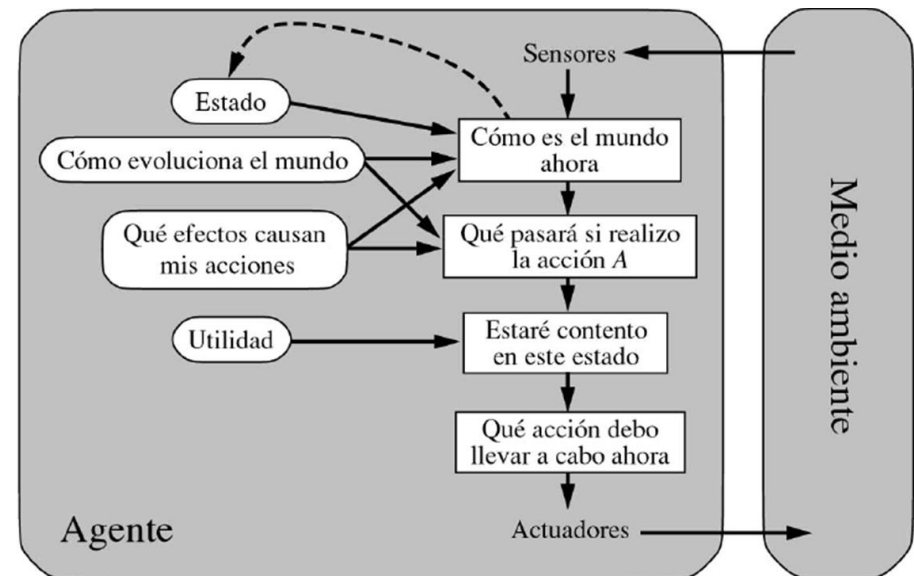 Sensores
Estado
Cómo es el mundo
ahora
Cómo evoluciona el mundo
Qué efectos causan
mis acciones
Qué pasará si realizo
la acción A
Utilidad
Estaré contento
en este estado
Qué acción debo
llevar a cabo ahora
Agente
Actuadores
Medio ambiente